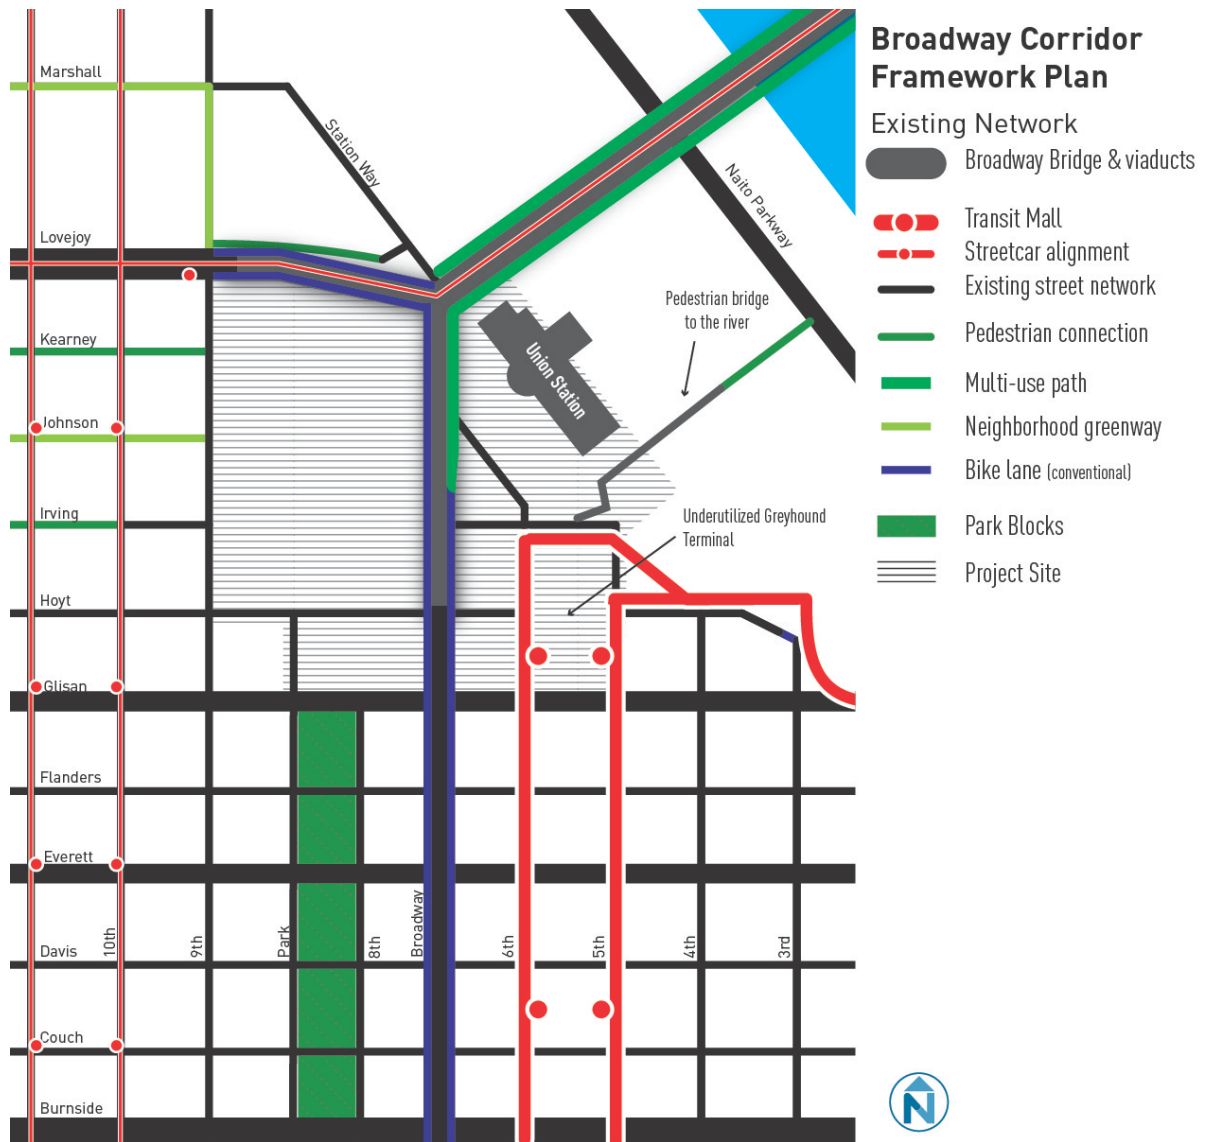 Broadway Corridor
Framework Plan
Existing Network
Broadway Bridge & viaducts
Transit Mall
Streetcar alignment
Existing street network
Pedestrian connection
Multi-use path
Neighborhood greenway
Bike lane (conventional)
Park Blocks
Project Site
Marshall
Station Way
Naito Parkway
Lovejoy
Pedestrian bridge
to the river
Kearney
Union Station
Johnson
Irving
Underutilized Greyhound
Terminal
Hoyt
Glisan
Flanders
Everett
Davis
10th
9th
Park
8th
Broadway
6th
5th
4th
3rd
Couch
Burnside
N